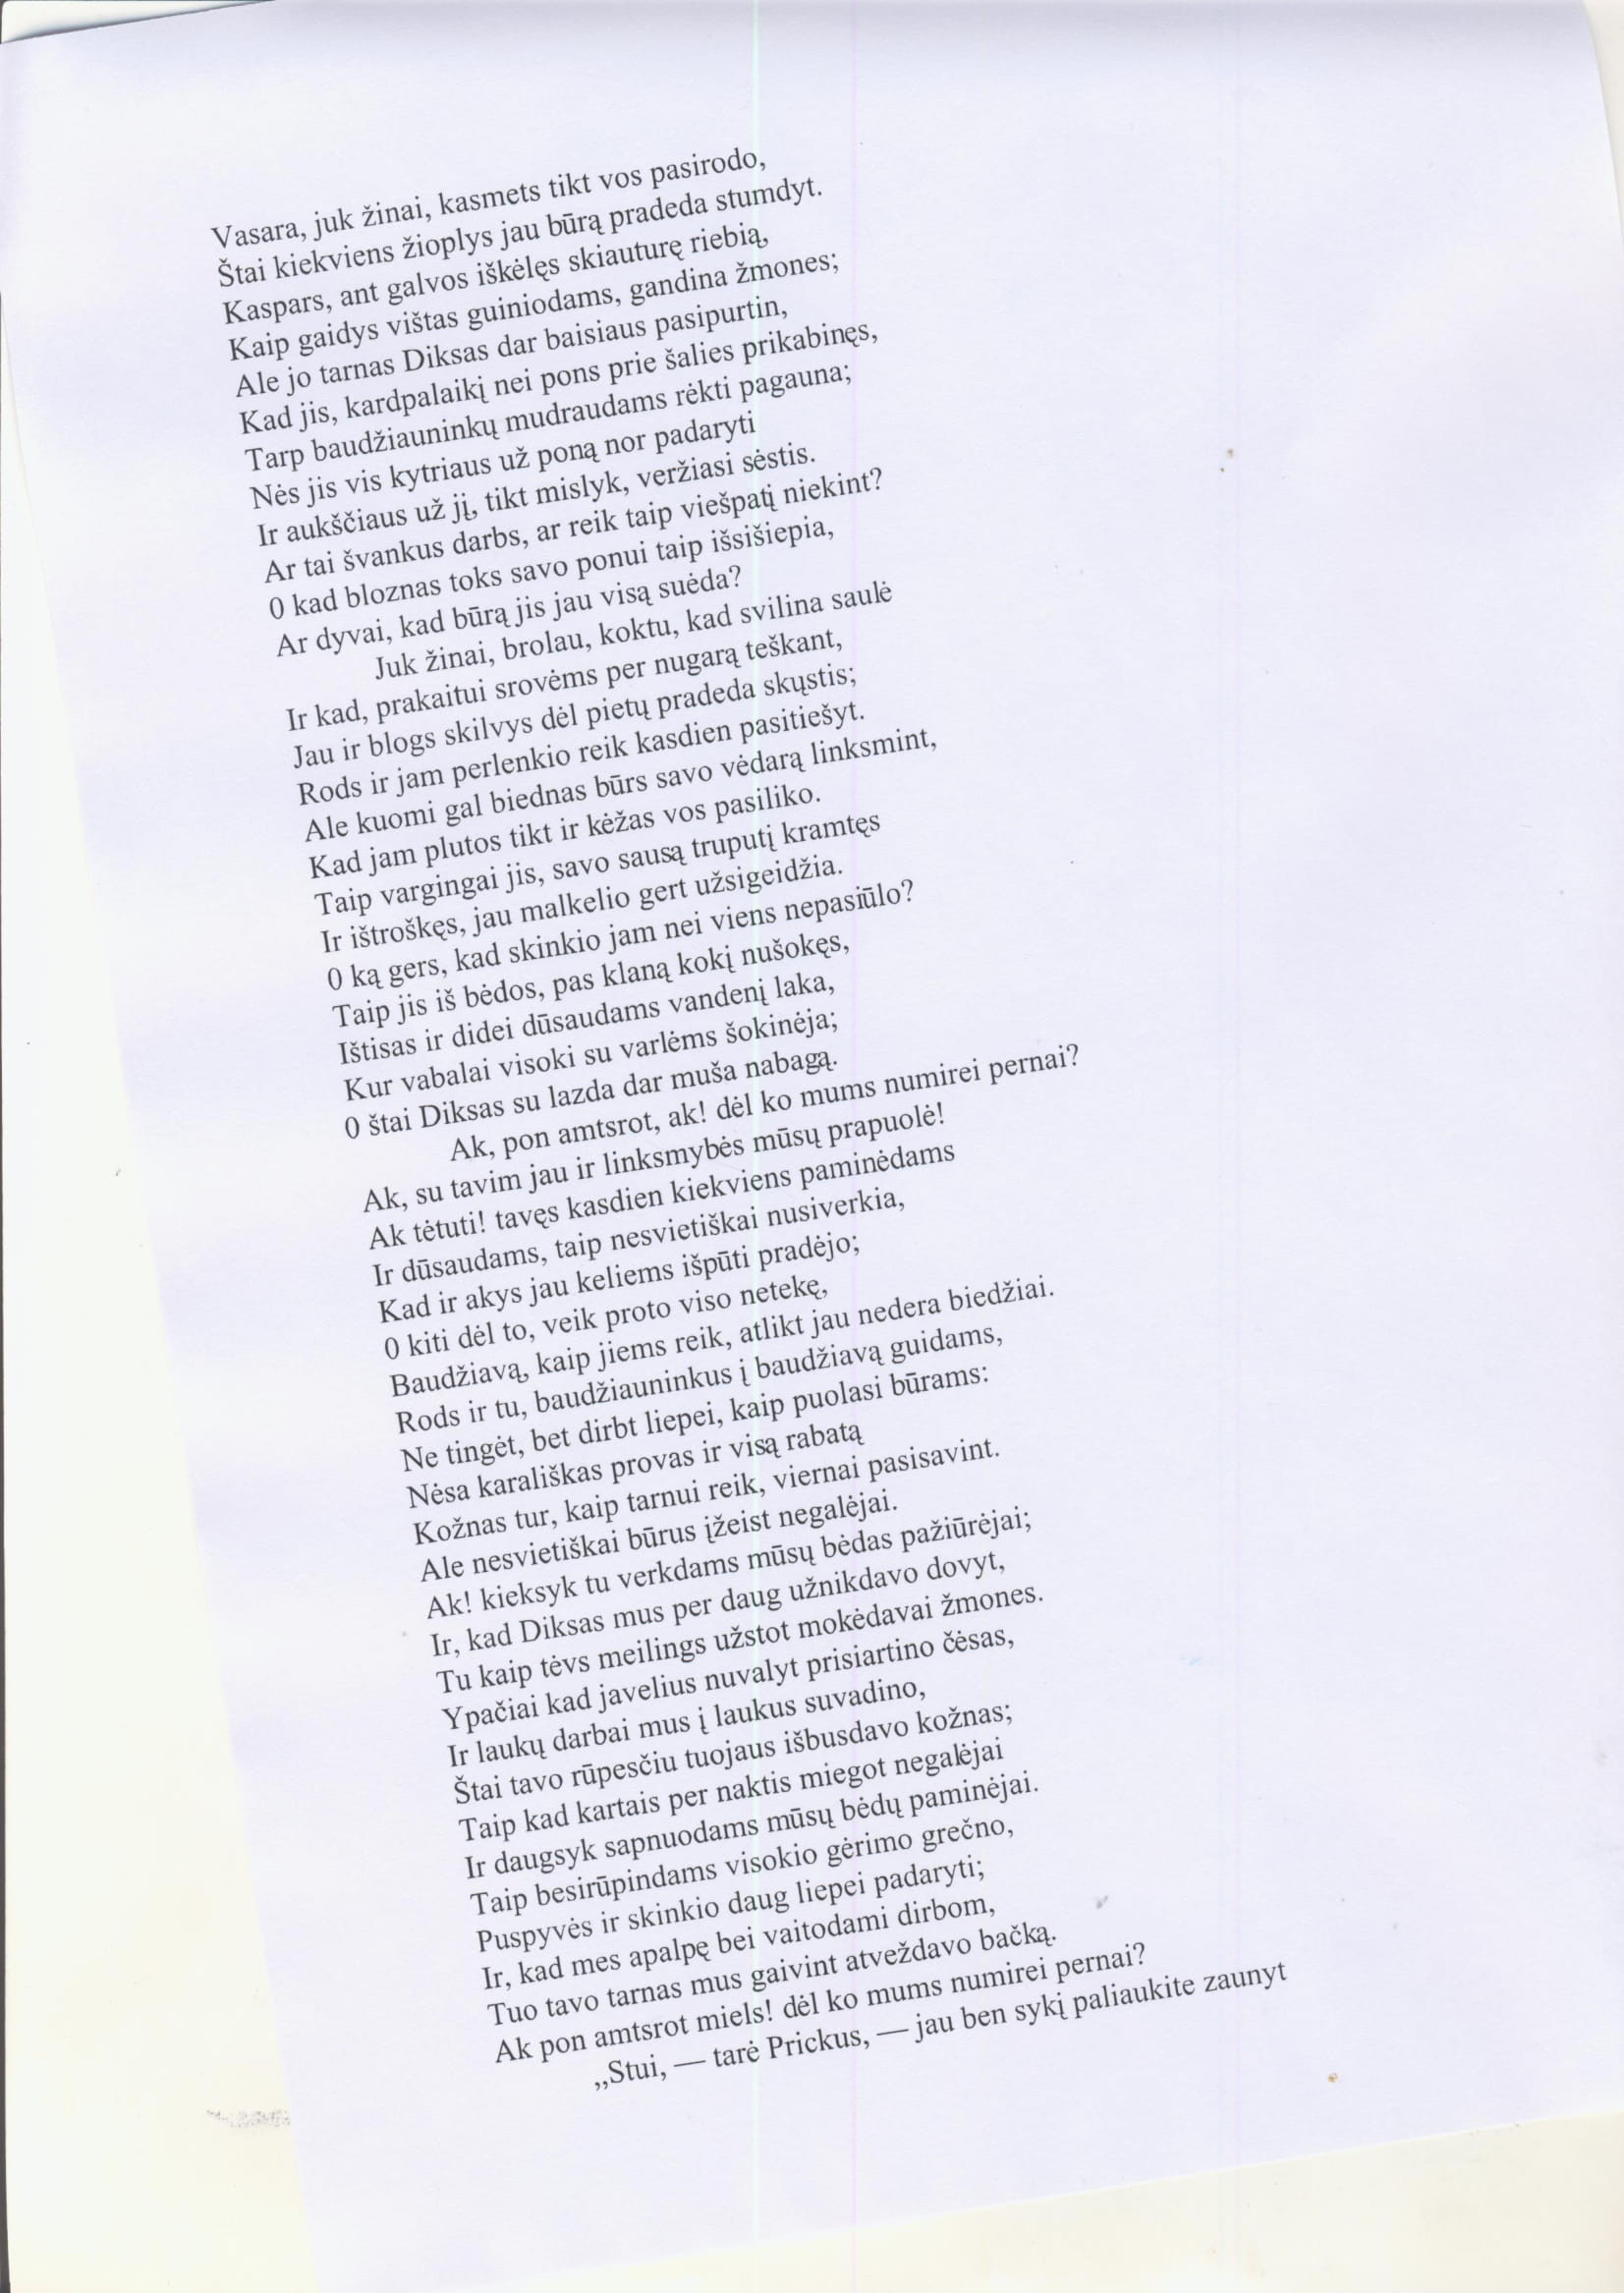 Vasara, juk žinai, kasmets tikt vos pasirodo,
Štai kiekviens žioplys jau būrą pradeda stumdyt.
Kaspars, ant galvos iškėlęs skiauturę riebią,
Kaip gaidys vištas guiniodams, gandina žmones;
Ale jo tarnas Diksas dar baisiaus pasipurtin,
Kad jis, kardpalaikį nei pons prie šalies prikabinęs,
Tarp baudžiauninkų mudraudams rėkti pagauna;
Nės jis vis kytriaus už poną nor padaryti
Ir aukščiaus už jį, tikt mislyk, veržiasi sėstis.
Ar tai švankus darbs, ar reik taip viešpatį niekint?
0 kad bloznas toks savo ponui taip išsišiepia,
Ar dyvai, kad būrą jis jau visą suėda?
Juk žinai, brolau, koktu, kad svilina saulė
Ir kad, prakaitui srovėms per nugarą teškant,
Jau ir blogs skilvys dėl pietų pradeda skųstis;
Rods ir jam perlenkio reik kasdien pasitiešyt.
Ale kuomi gal biednas būrs savo vėdarą linksmint,
Kad jam plutos tikt ir kėžas vos pasiliko.
Taip vargingai jis, savo sausą truputį kramtęs
Ir ištroškęs, jau malkelio gert užsigeidžia.
0 ką gers, kad skinkio jam nei viens nepasiūlo?
Taip jis iš bėdos, pas klaną kokį nušokęs,
Ištisas ir didei dūsaudams vandenį laka,
Kur vabalai visoki su varlėms šokinėja;
0 štai Diksas su lazda dar muša nabagą.
Ak, pon amtsrot, ak! dėl ko mums numirei pernai?
Ak, su tavim jau ir linksmybės mūsų prapuolė!
Ak tėtuti! tavęs kasdien kiekviens paminėdams
Ir dūsaudams, taip nesvietiškai nusiverkia,
Kad ir akys jau keliems išpūti pradėjo;
0 kiti dėl to, veik proto viso netekę,
Baudžiavą, kaip jiems reik, atlikt jau nedera biedžiai.
Rods ir tu, baudžiauninkus į baudžiavą guidams,
Ne tingėt, bet dirbt liepei, kaip puolasi būrams:
Nėsa karališkas provas ir visą rabatą
Kožnas tur, kaip tarnui reik, viernai pasisavint.
Ale nesvietiškai būrus įžeist negalėjai.
Ak! kieksyk tu verkdams mūsų bėdas pažiūrėjai;
Ir, kad Diksas mus per daug užnikdavo dovyt,
Tu kaip tėvs meilings užstot mokėdavai žmones.
Ypačiai kad javelius nuvalyt prisiartino čėsas,
Ir laukų darbai mus į laukus suvadino,
Štai tavo rūpesčiu tuojaus išbusdavo kožnas;
Taip kad kartais per naktis miegot negalėjai
Ir daugsyk sapnuodams mūsų bėdų paminėjai.
Taip besirūpindams visokio gėrimo grečno,
Puspyvės ir skinkio daug liepei padaryti;
Ir, kad mes apalpę bei vaitodami dirbom,
Tuo tavo tarnas mus gaivint atveždavo bačką.
Ak pon amtsrot miels! dėl ko mums numirei pernai?
„Stui, — tarė Prickus, — jau ben sykį paliaukite zaunyt